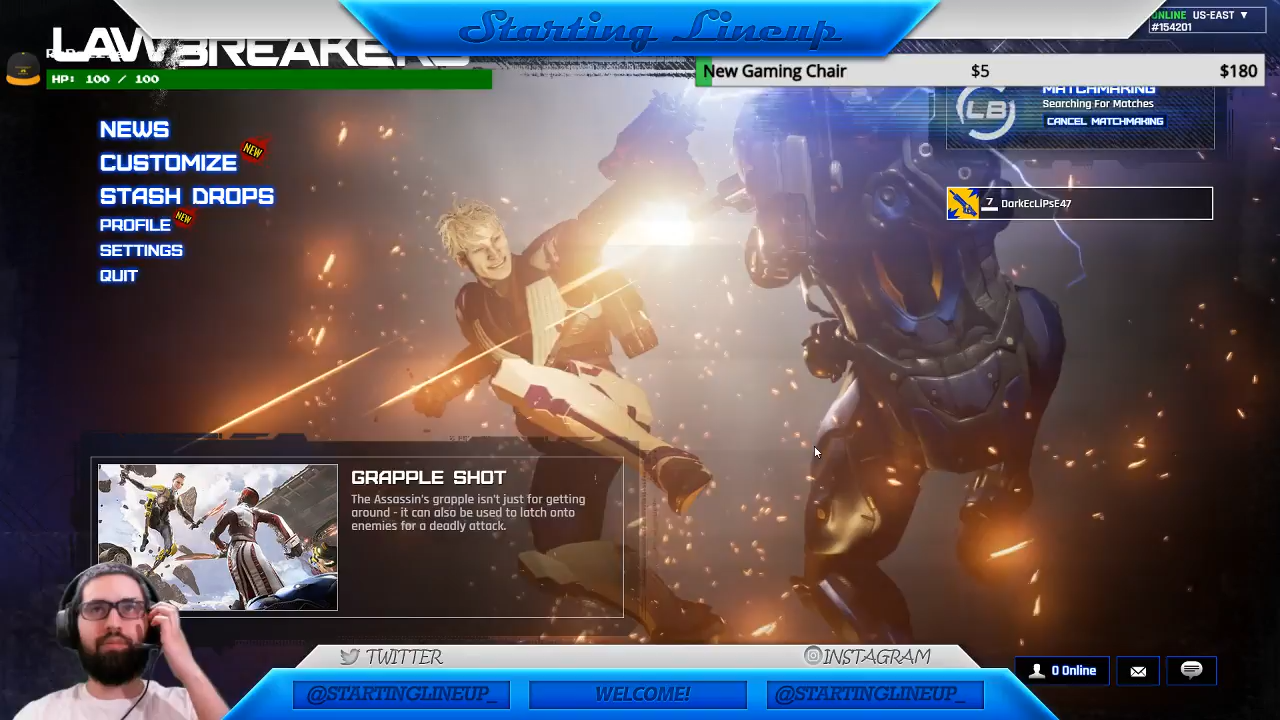 Starting Lineup
ONLINE US-EAST ▼
#154201
LAWBREAKERS
HP: 100 / 100
New Gaming Chair $5 $180
MATCHMAKING
Searching For Matches
CANCEL MATCHMAKING
LB
NEWS
CUSTOMIZE NEW
STASH DROPS
PROFILE NEW
SETTINGS
QUIT
7 DarkEcLIPsE47
GRAPPLE SHOT
The Assassin's grapple isn't just for getting
around - it can also be used to latch onto
enemies for a deadly attack.
TWITTER
INSTAGRAM
0 Online
@STARTINGLINEUP_
WELCOME!
@STARTINGLINEUP_